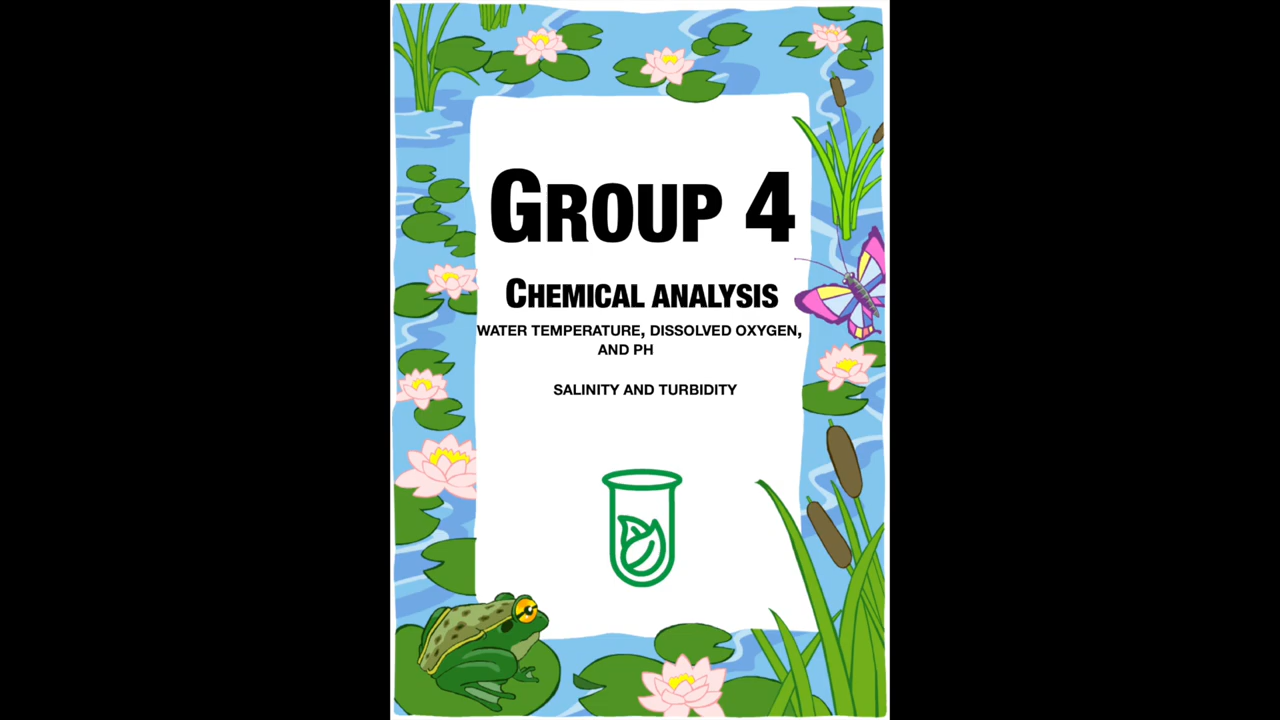 GROUP 4
CHEMICAL ANALYSIS
WATER TEMPERATURE, DISSOLVED OXYGEN,
AND PH
SALINITY AND TURBIDITY